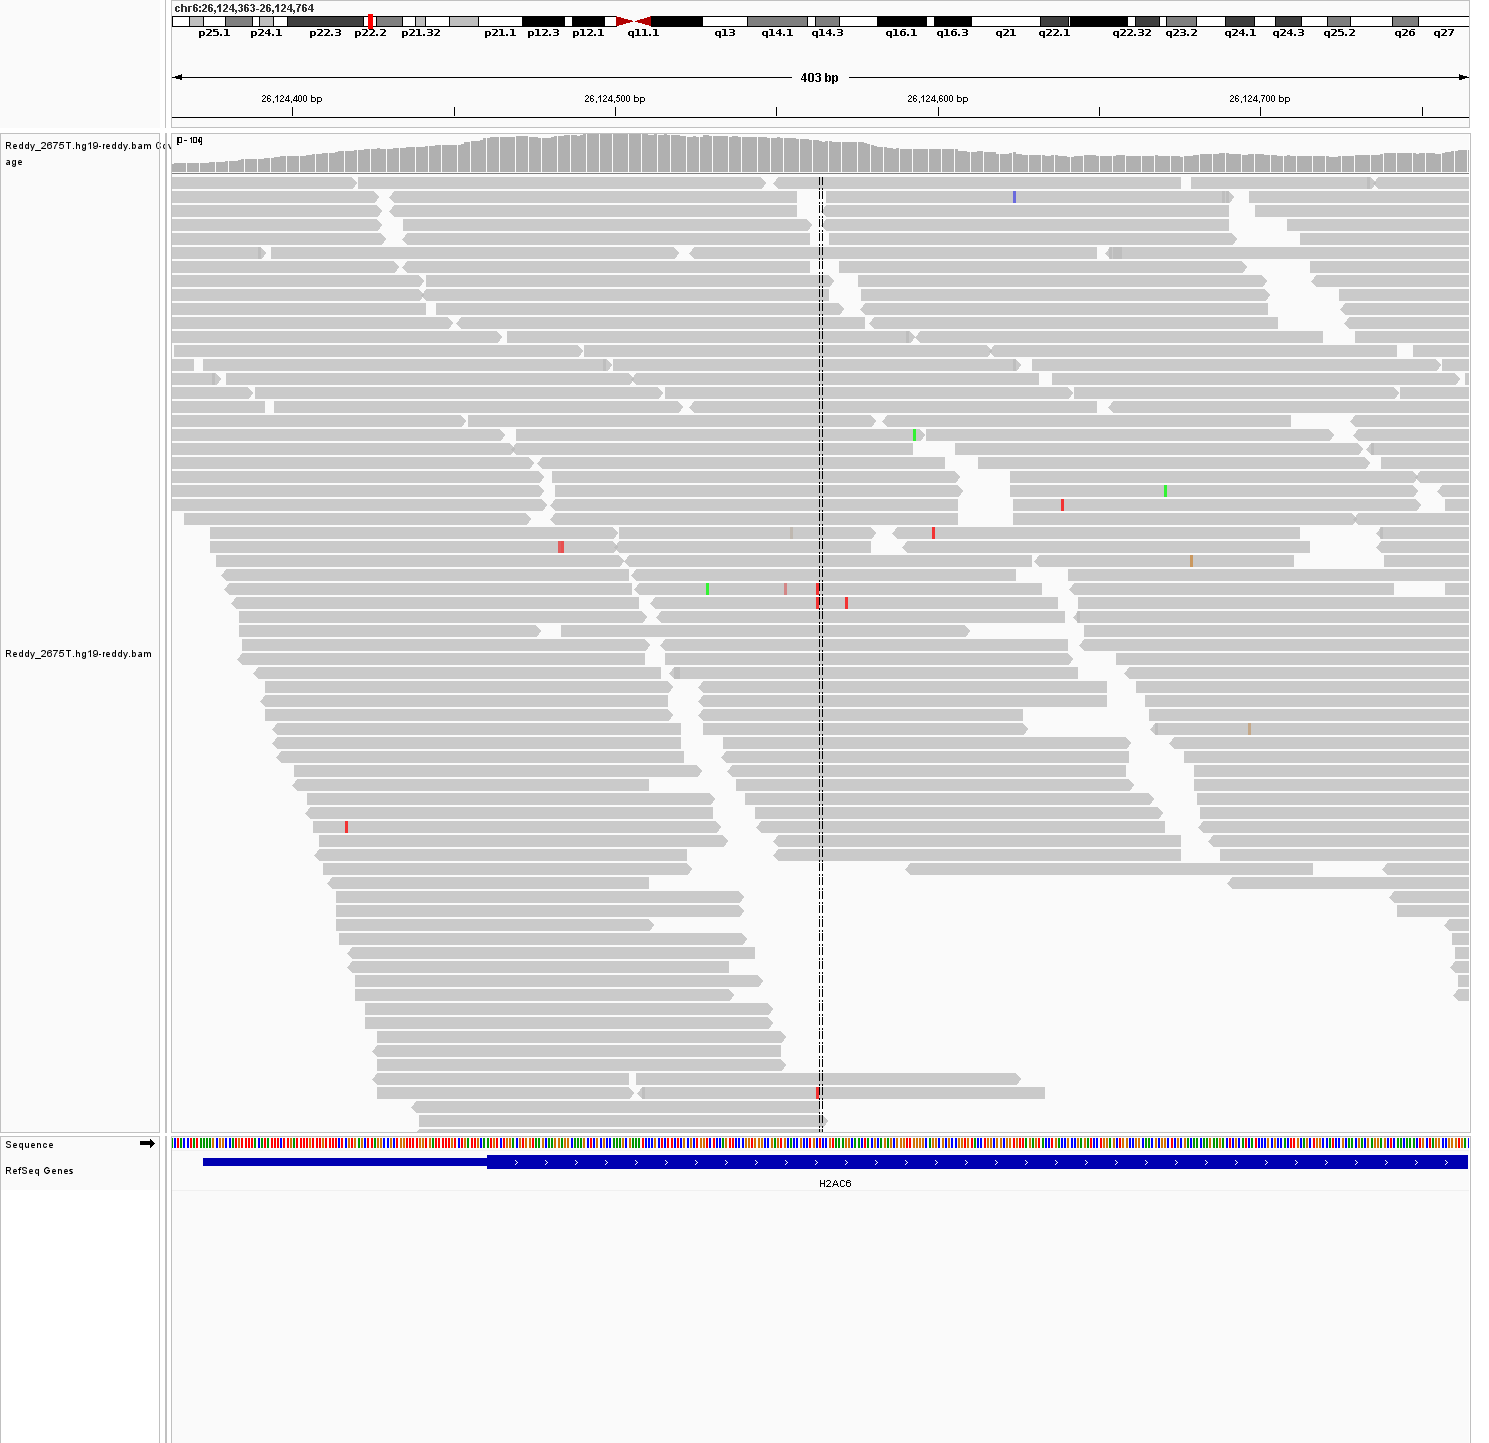 chr6:26,124,363-26,124,764
p25.1 p24.1 p22.3 p22.2 p21.32 p21.1 p12.3 p12.1 q11.1 q13 q14.1 q14.3 q16.1 q16.3 q21 q22.1 q22.32 q23.2 q24.1 q24.3 q25.2 q26 q27
403 bp
26,124,400 bp 26,124,500 bp 26,124,600 bp 26,124,700 bp
[0 - 104]
Reddy_2675T.hg19-reddy.bam Cov
age
Reddy_2675T.hg19-reddy.bam
Sequence
RefSeq Genes
H2AC6